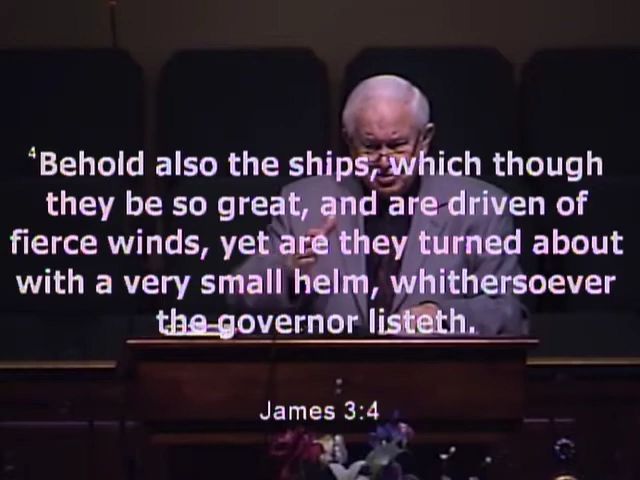 ⁴Behold also the ships, which though
they be so great, and are driven of
fierce winds, yet are they turned about
with a very small helm, whithersoever
the governor listeth.
James 3:4